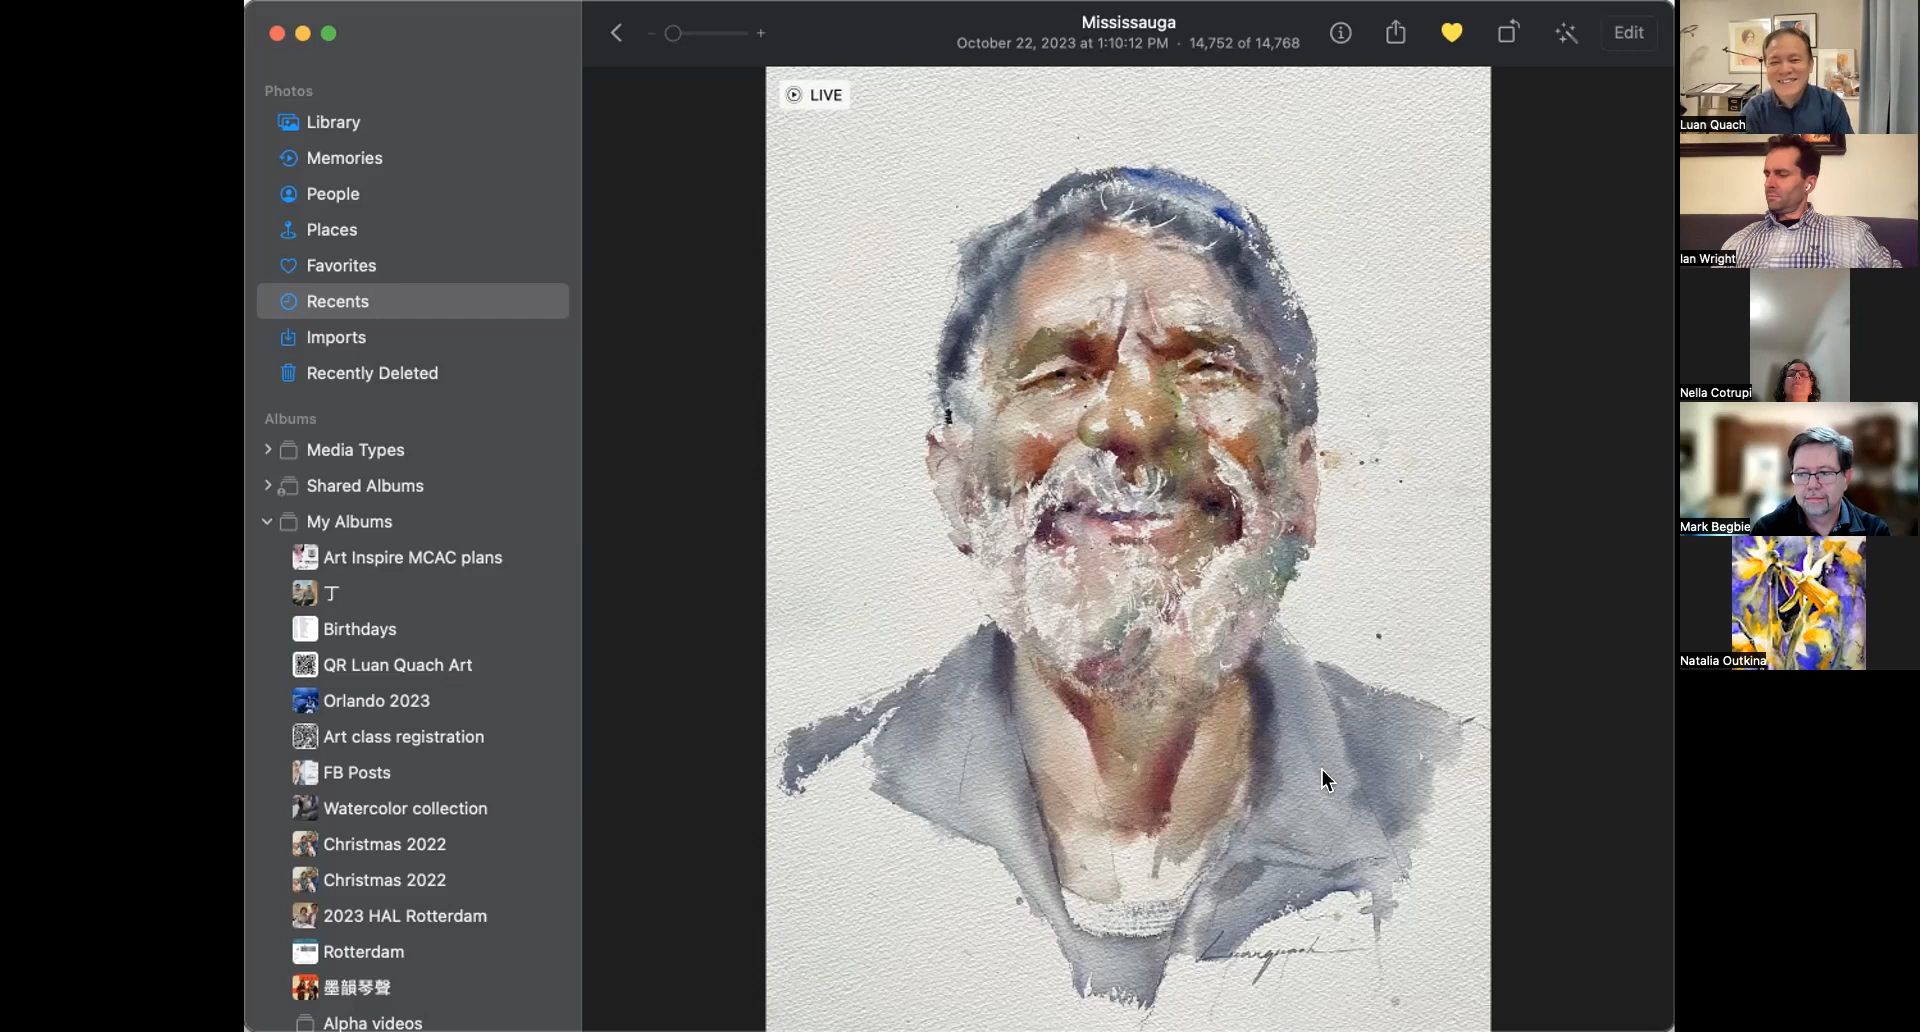 Photos
Library
Memories
People
Places
Favorites
Recents
Imports
Recently Deleted
Albums
Media Types
Shared Albums
My Albums
Art Inspire MCAC plans
丁
Birthdays
QR Luan Quach Art
Orlando 2023
Art class registration
FB Posts
Watercolor collection
Christmas 2022
Christmas 2022
2023 HAL Rotterdam
Rotterdam
墨韻琴聲
Alpha videos
Mississauga
October 22, 2023 at 1:10:12 PM · 14,752 of 14,768
Edit
LIVE
Luanquach
Luan Quach
Ian Wright
Nella Cotrupi
Mark Begbie
Natalia Outkina